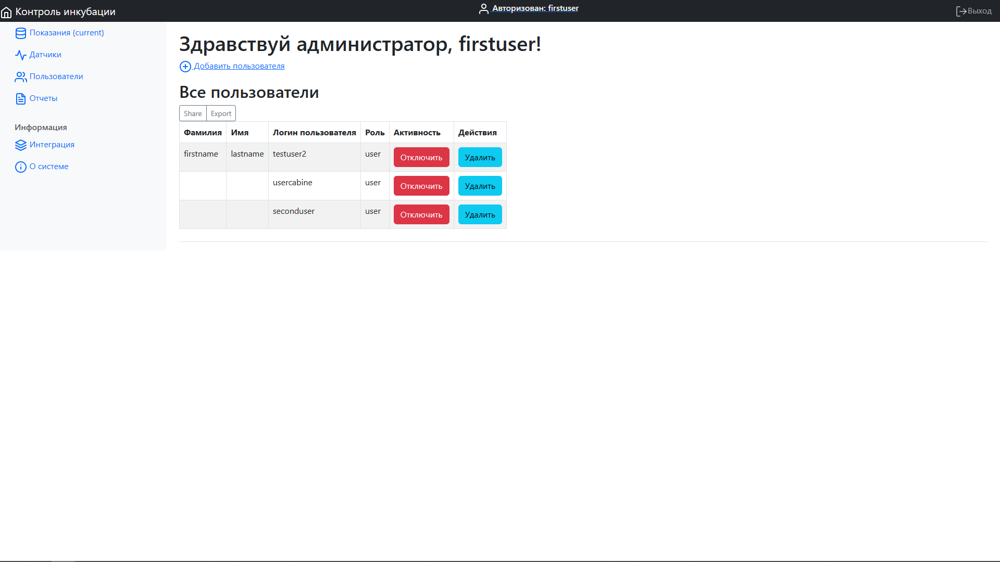 Контроль инкубации
Авторизован: firstuser
Выход
Показания (current)
Датчики
Пользователи
Отчеты
Информация
Интеграция
О системе
Здравствуй администратор, firstuser!
Добавить пользователя
Все пользователи
Share Export
Фамилия Имя Логин пользователя Роль Активность Действия
firstname lastname testuser2 user Отключить Удалить
usercabine user Отключить Удалить
seconduser user Отключить Удалить